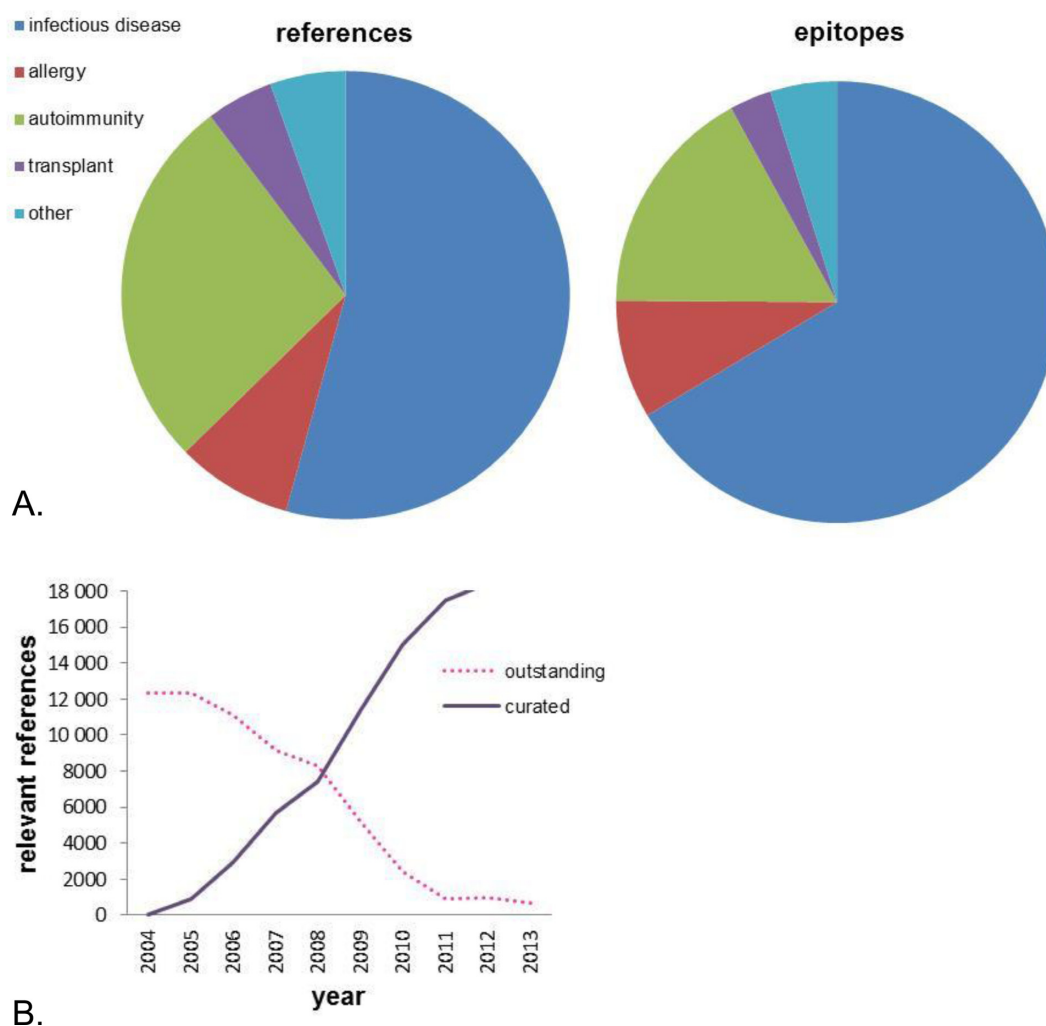 infectious disease
allergy
autoimmunity
transplant
other
references
epitopes
A.
relevant references
18 000
16 000
14 000
12 000
10 000
8000
6000
4000
2000
0
outstanding
curated
2004
2005
2006
2007
2008
2009
2010
2011
2012
2013
year
B.